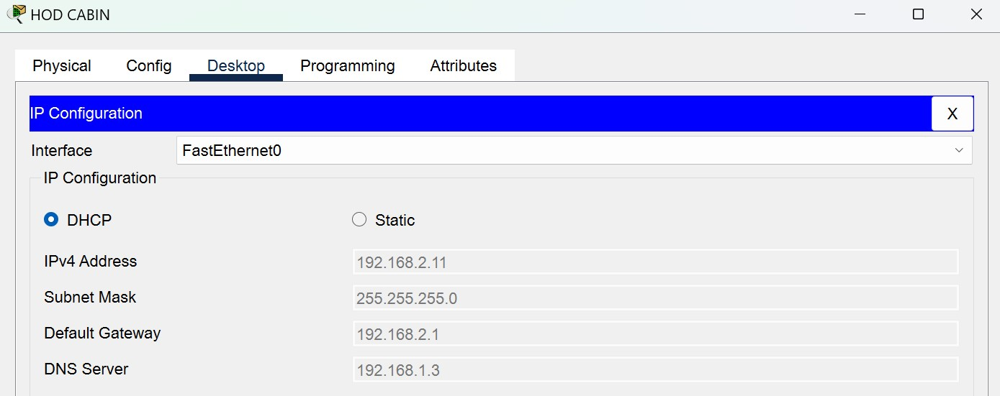 HOD CABIN
Physical Config Desktop Programming Attributes
IP Configuration X
Interface FastEthernet0
IP Configuration
DHCP Static
IPv4 Address 192.168.2.11
Subnet Mask 255.255.255.0
Default Gateway 192.168.2.1
DNS Server 192.168.1.3